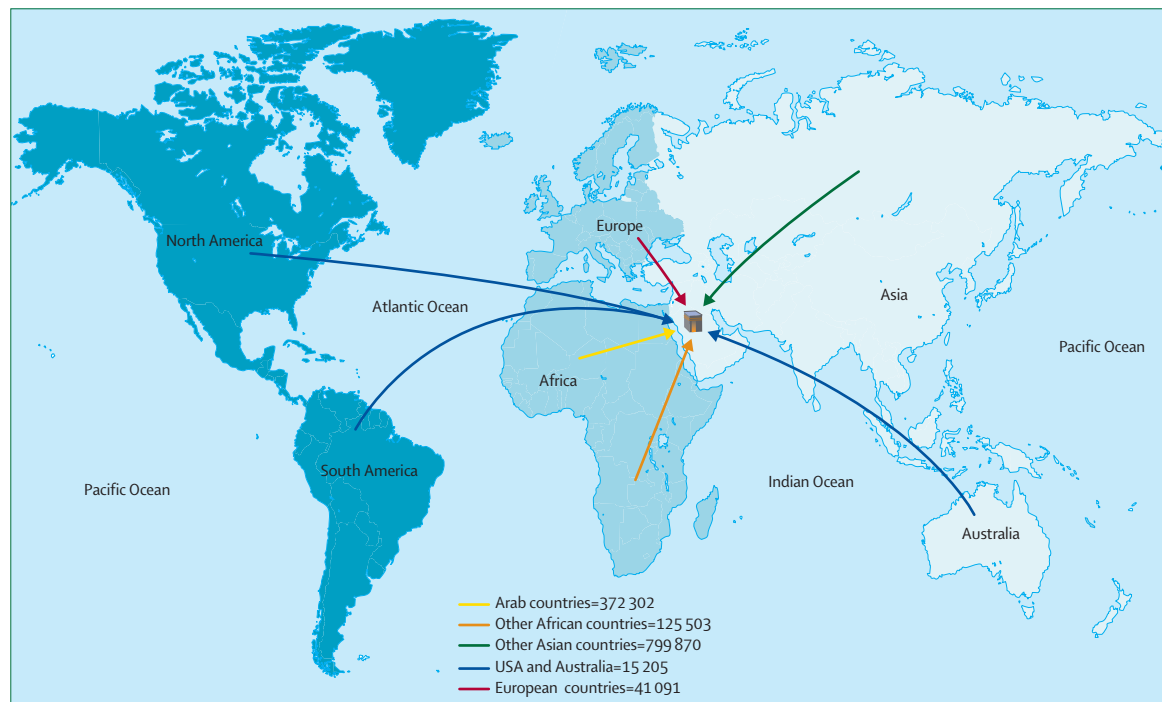 Europe
North America
Asia
Atlantic Ocean
Pacific Ocean
Africa
South America
Indian Ocean
Pacific Ocean
Australia
Arab countries=372 302
Other African countries=125 503
Other Asian countries=799 870
USA and Australia=15 205
European countries=41 091